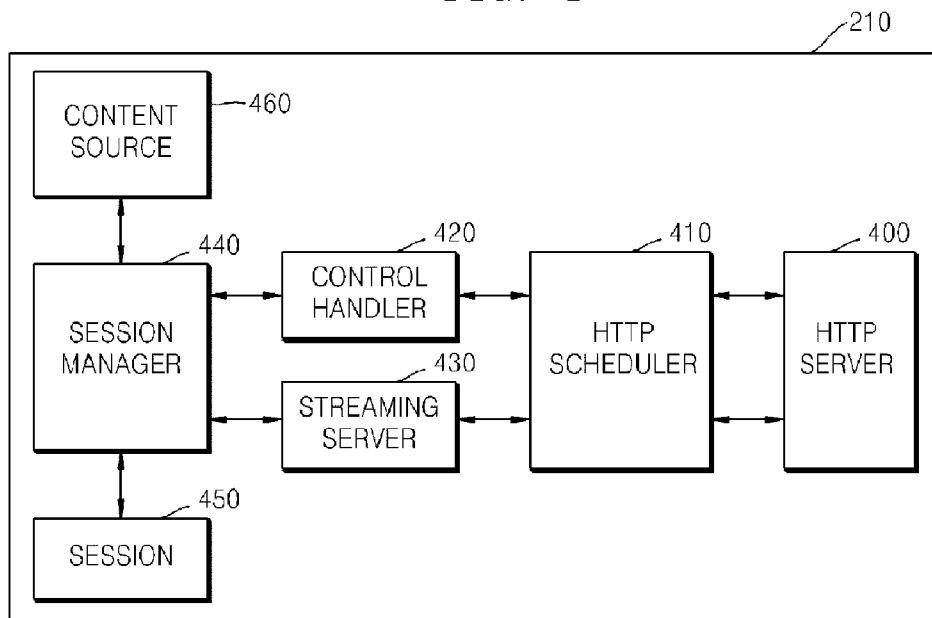 210
CONTENT
SOURCE
460
440
SESSION
MANAGER
420
CONTROL
HANDLER
430
STREAMING
SERVER
410
HTTP
SCHEDULER
400
HTTP
SERVER
450
SESSION